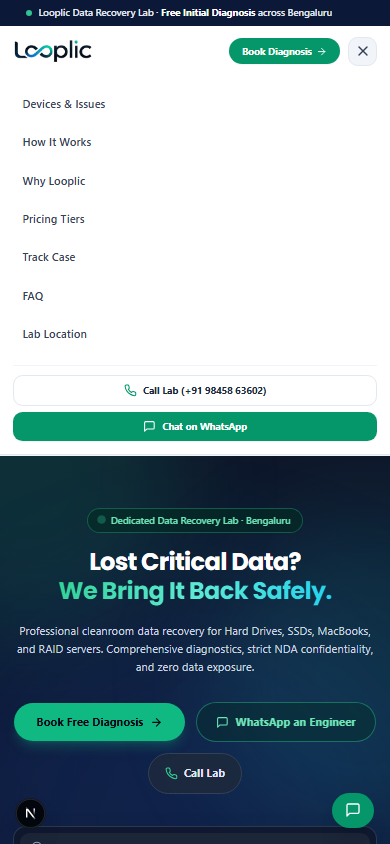 Looplic Data Recovery Lab · Free Initial Diagnosis across Bengaluru
Looplic
Book Diagnosis →
Devices & Issues
How It Works
Why Looplic
Pricing Tiers
Track Case
FAQ
Lab Location
Call Lab (+91 98458 63602)
Chat on WhatsApp
Dedicated Data Recovery Lab · Bengaluru
Lost Critical Data?
We Bring It Back Safely.
Professional cleanroom data recovery for Hard Drives, SSDs, MacBooks,
and RAID servers. Comprehensive diagnostics, strict NDA confidentiality,
and zero data exposure.
Book Free Diagnosis →
WhatsApp an Engineer
Call Lab
N